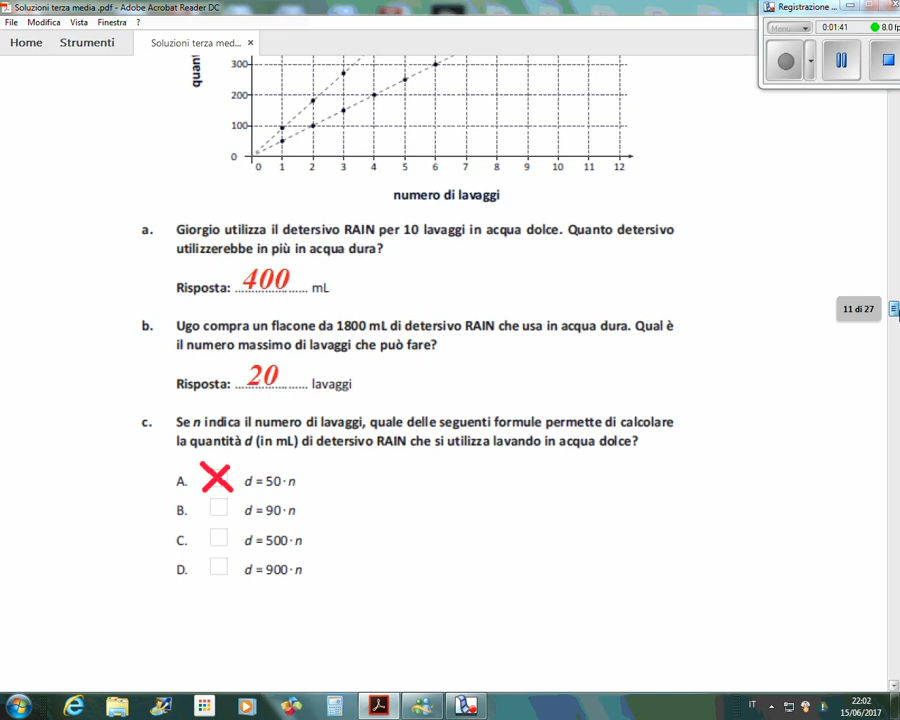 Soluzioni terza media .pdf - Adobe Acrobat Reader DC
File Modifica Vista Finestra ?
Home Strumenti Soluzioni terza med... ×
Registrazione ...
Menu
0:01:41
8.0 fp
quan
300
200
100
0
0 1 2 3 4 5 6 7 8 9 10 11 12
numero di lavaggi
a. Giorgio utilizza il detersivo RAIN per 10 lavaggi in acqua dolce. Quanto detersivo
utilizzerebbe in più in acqua dura?
Risposta: ...400... mL
11 di 27
b. Ugo compra un flacone da 1800 mL di detersivo RAIN che usa in acqua dura. Qual è
il numero massimo di lavaggi che può fare?
Risposta: ...20... lavaggi
c. Se n indica il numero di lavaggi, quale delle seguenti formule permette di calcolare
la quantità d (in mL) di detersivo RAIN che si utilizza lavando in acqua dolce?
A. d = 50·n
B. d = 90·n
C. d = 500·n
D. d = 900·n
IT
22:02
15/06/2017